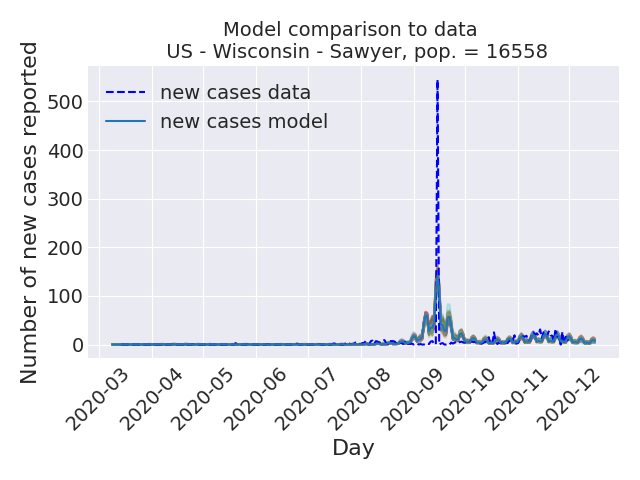 Model comparison to data
US - Wisconsin - Sawyer, pop. = 16558
Number of new cases reported
new cases data
new cases model
500
400
300
200
100
0
2020-03
2020-04
2020-05
2020-06
2020-07
2020-08
2020-09
2020-10
2020-11
2020-12
Day